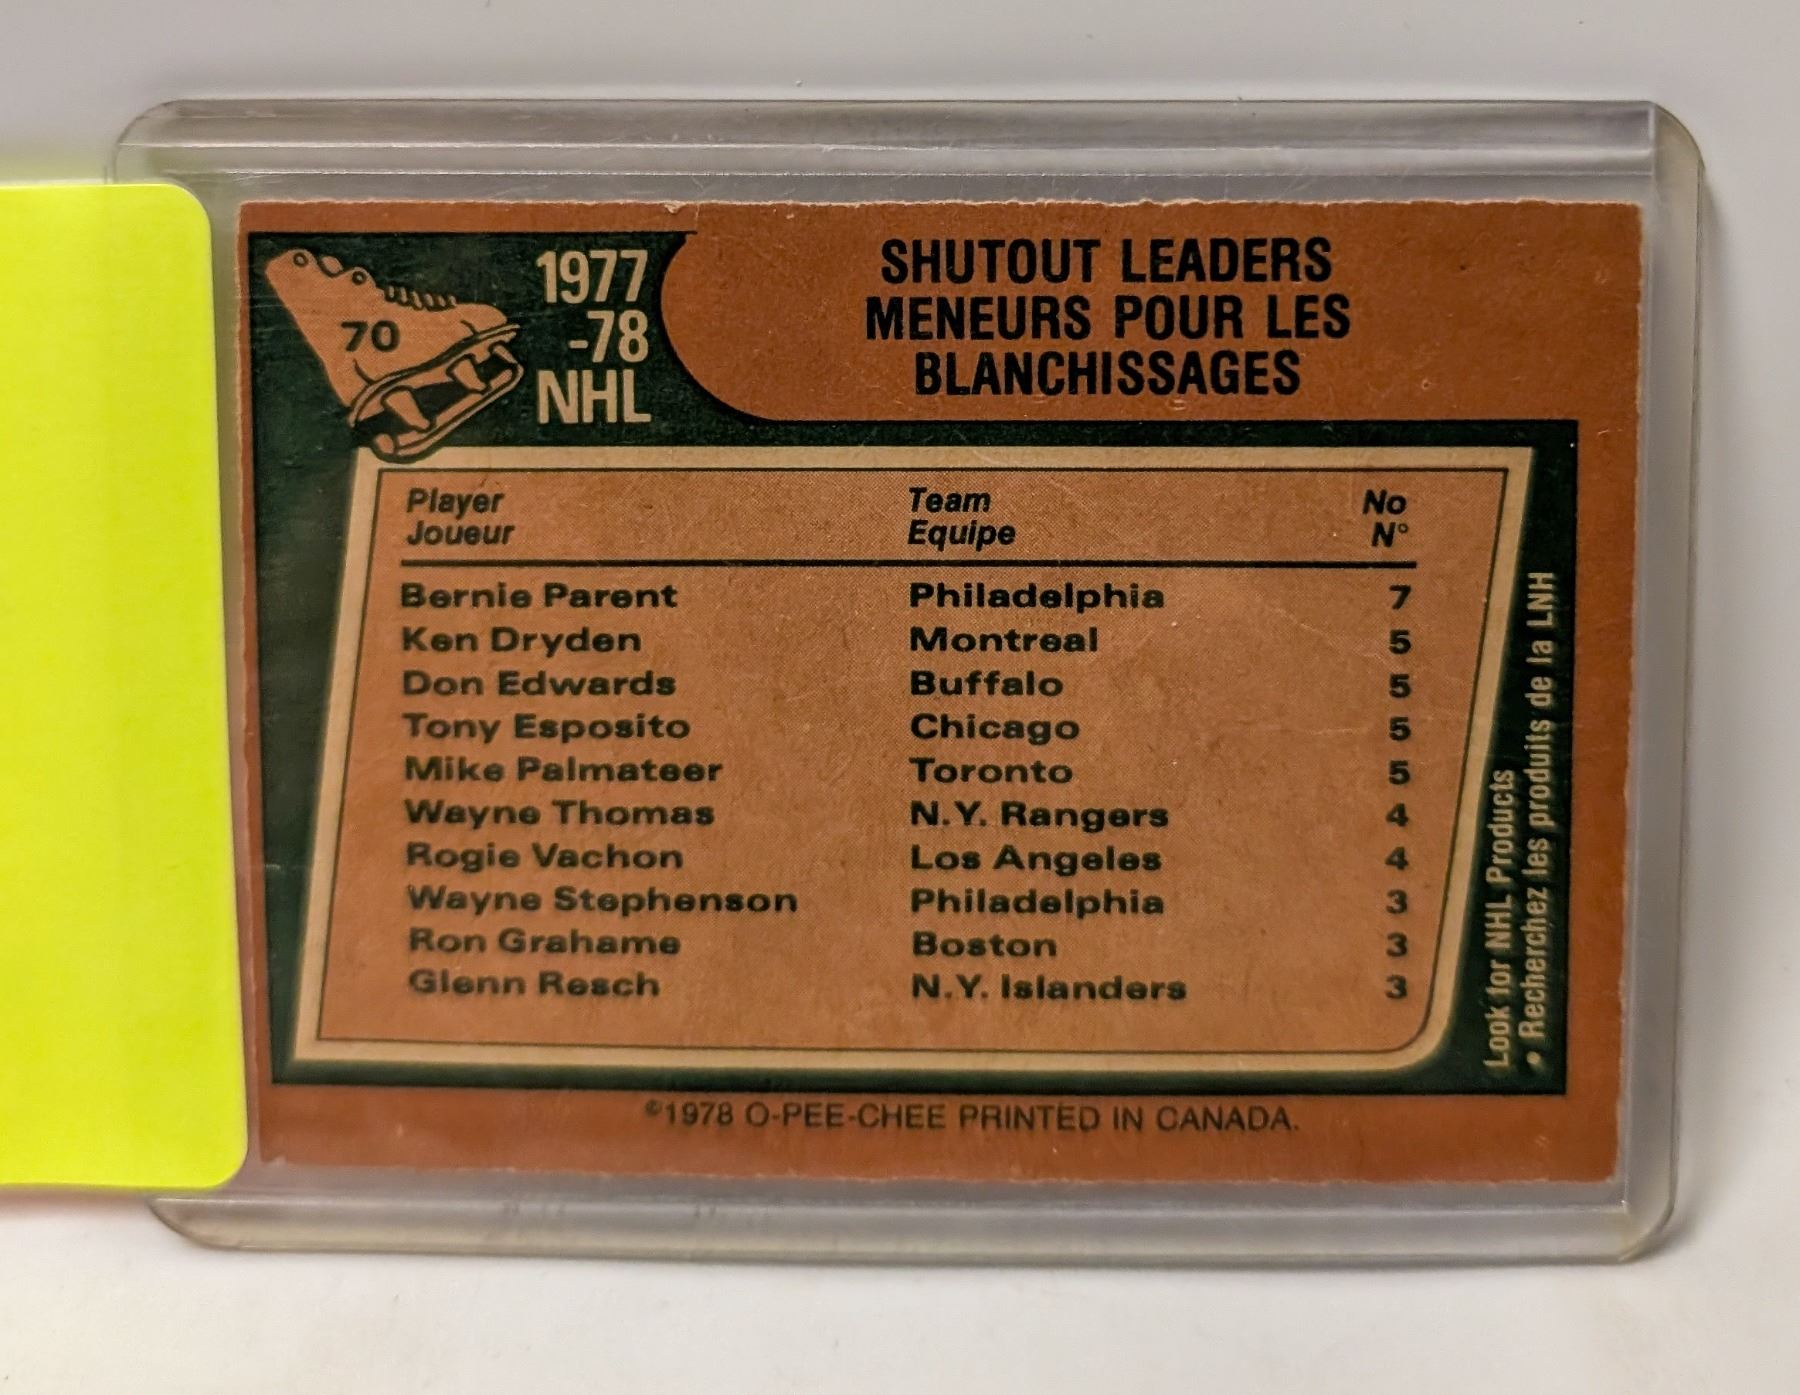 70
1977
-78
NHL
SHUTOUT LEADERS
MENEURS POUR LES
BLANCHISSAGES
Player Team No
Joueur Equipe N°
Bernie Parent Philadelphia 7
Ken Dryden Montreal 5
Don Edwards Buffalo 5
Tony Esposito Chicago 5
Mike Palmateer Toronto 5
Wayne Thomas N.Y. Rangers 4
Rogie Vachon Los Angeles 4
Wayne Stephenson Philadelphia 3
Ron Grahame Boston 3
Glenn Resch N.Y. Islanders 3
Look for NHL Products
• Recherchez les produits de la LNH
©1978 O-PEE-CHEE PRINTED IN CANADA.